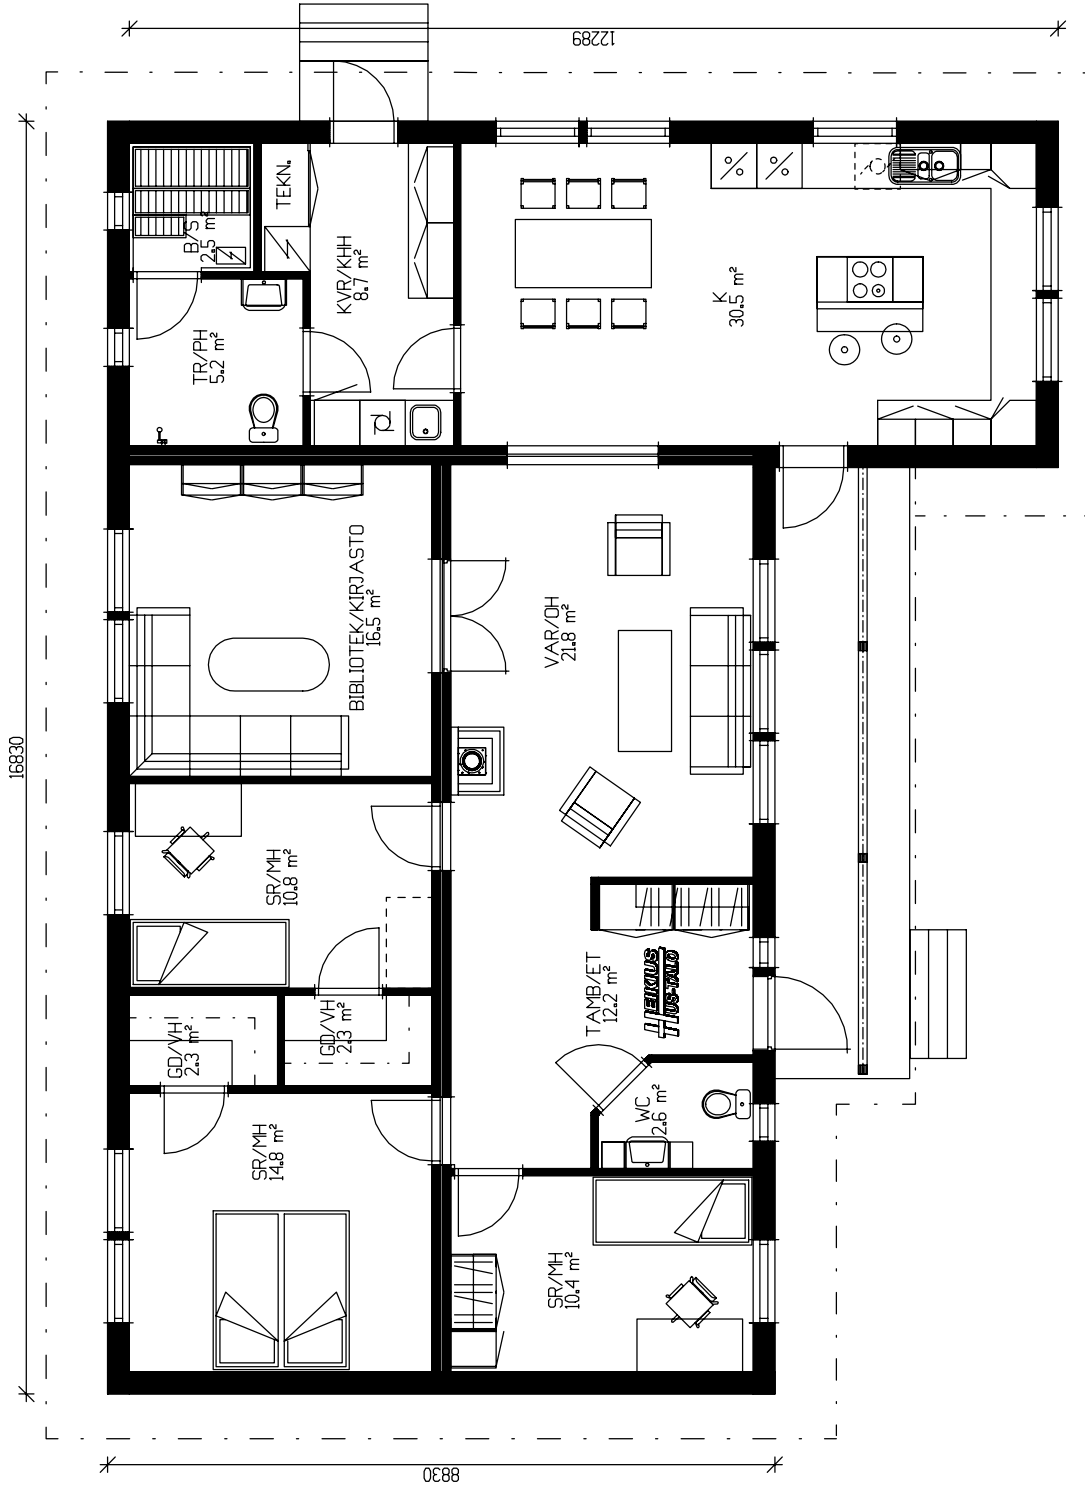 12289
TEKN.
B/S
2.5 m²
KVR/KHH
8.7 m²
K
30.5 m²
TR/PH
5.2 m²
BIBLIOTEK/KIRJASTO
16.5 m²
VAR/OH
21.8 m²
16830
SR/MH
10.8 m²
TAMB/ET
12.2 m²
HEIKIUS
HUS-TALO
GD/VH
2.3 m²
GD/VH
2.3 m²
WC
2.6 m²
SR/MH
14.8 m²
SR/MH
10.4 m²
8830